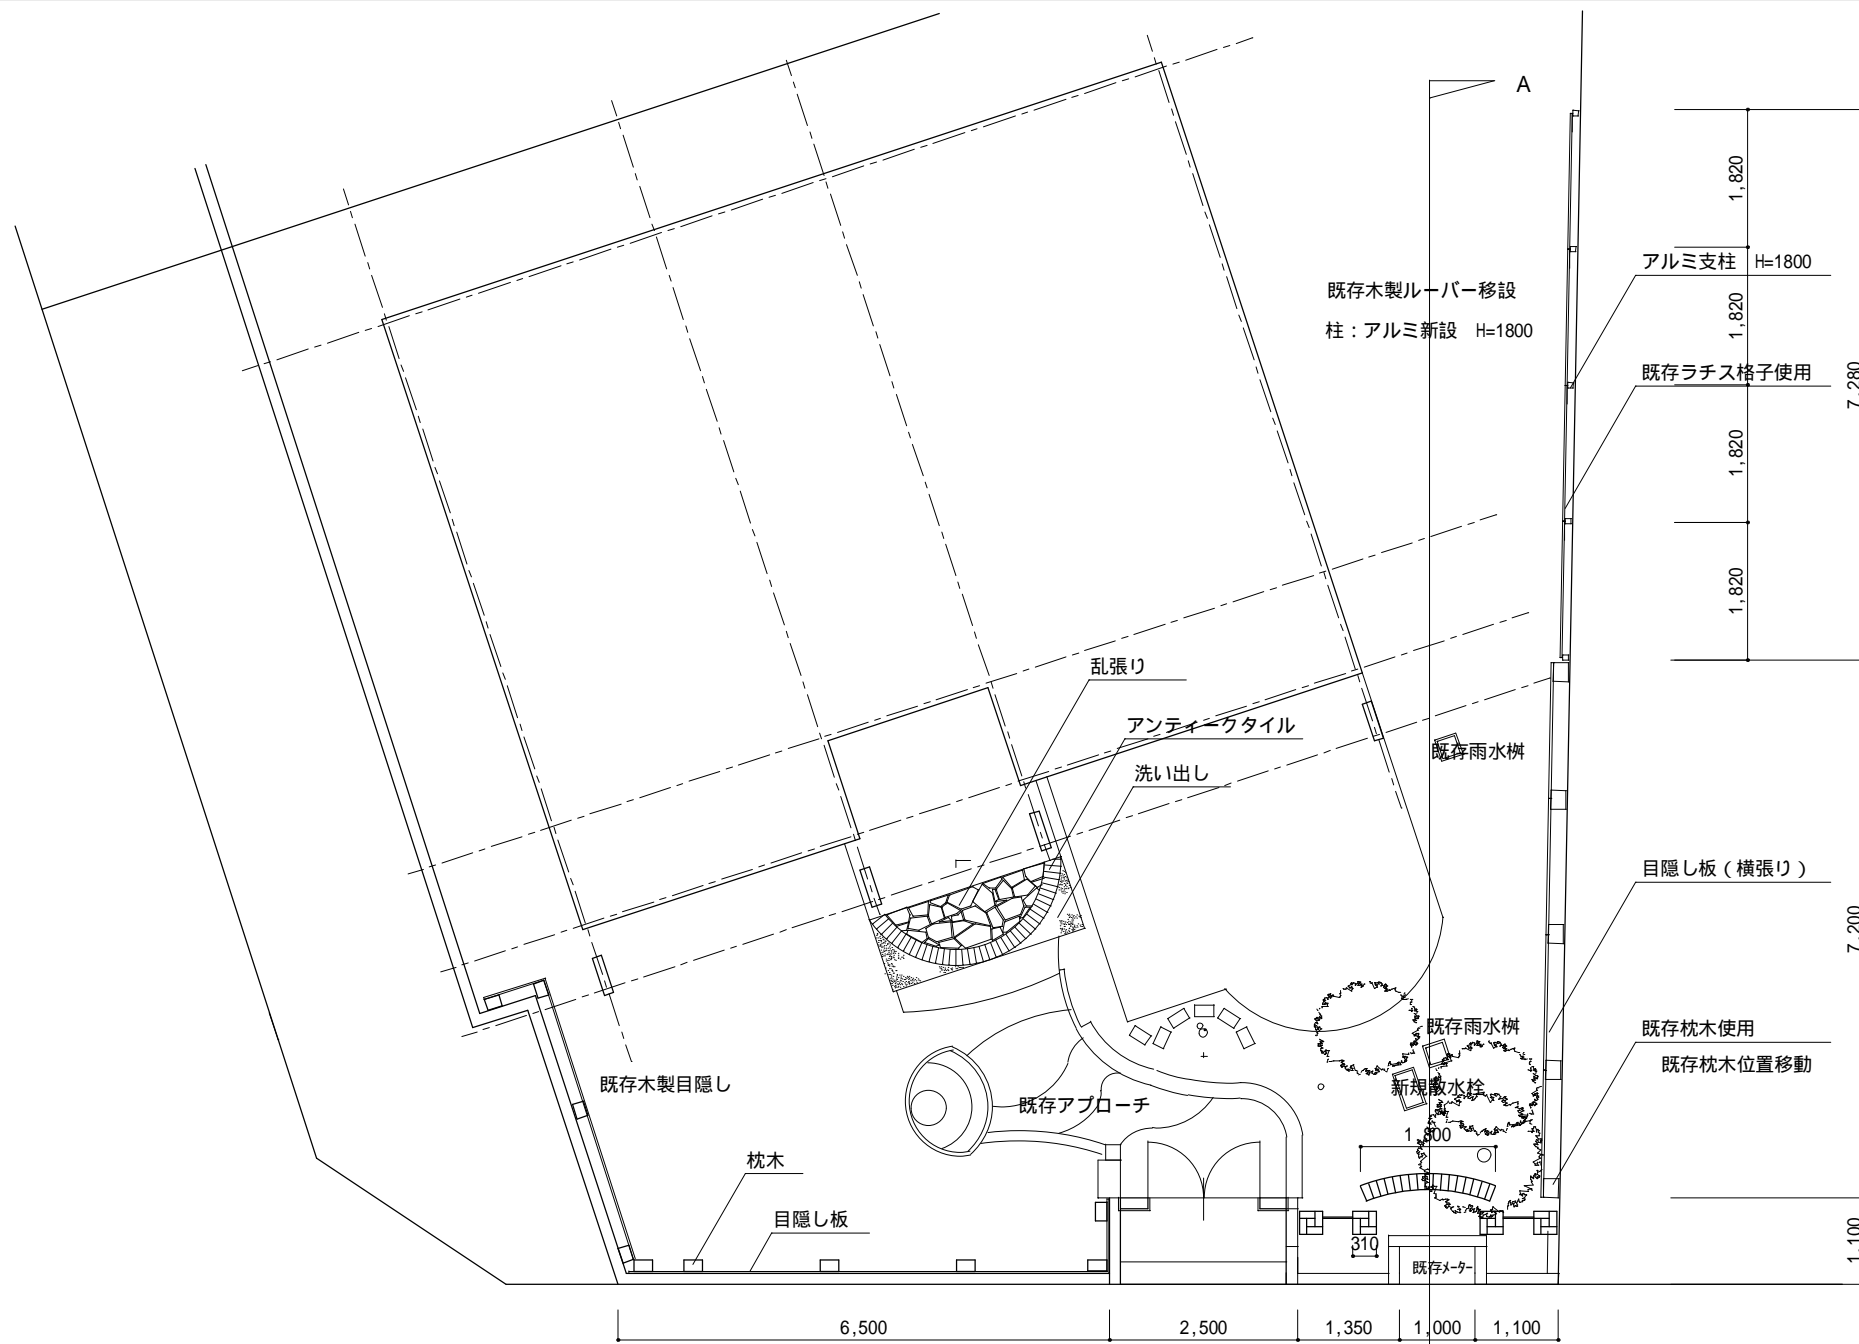 A
1,820
アルミ支柱 H=1800
既存木製ルーバー移設
柱：アルミ新設 H=1800
1,820
既存ラチス格子使用
7,280
1,820
1,820
乱張り
アンティークタイル
既存雨水桝
洗い出し
目隠し板（横張り）
7,200
既存雨水桝
既存枕木使用
既存枕木位置移動
既存木製目隠し
新規散水栓
既存アプローチ
1,800
枕木
目隠し板
310
1,100
既存メーター
6,500
2,500
1,350
1,000
1,100